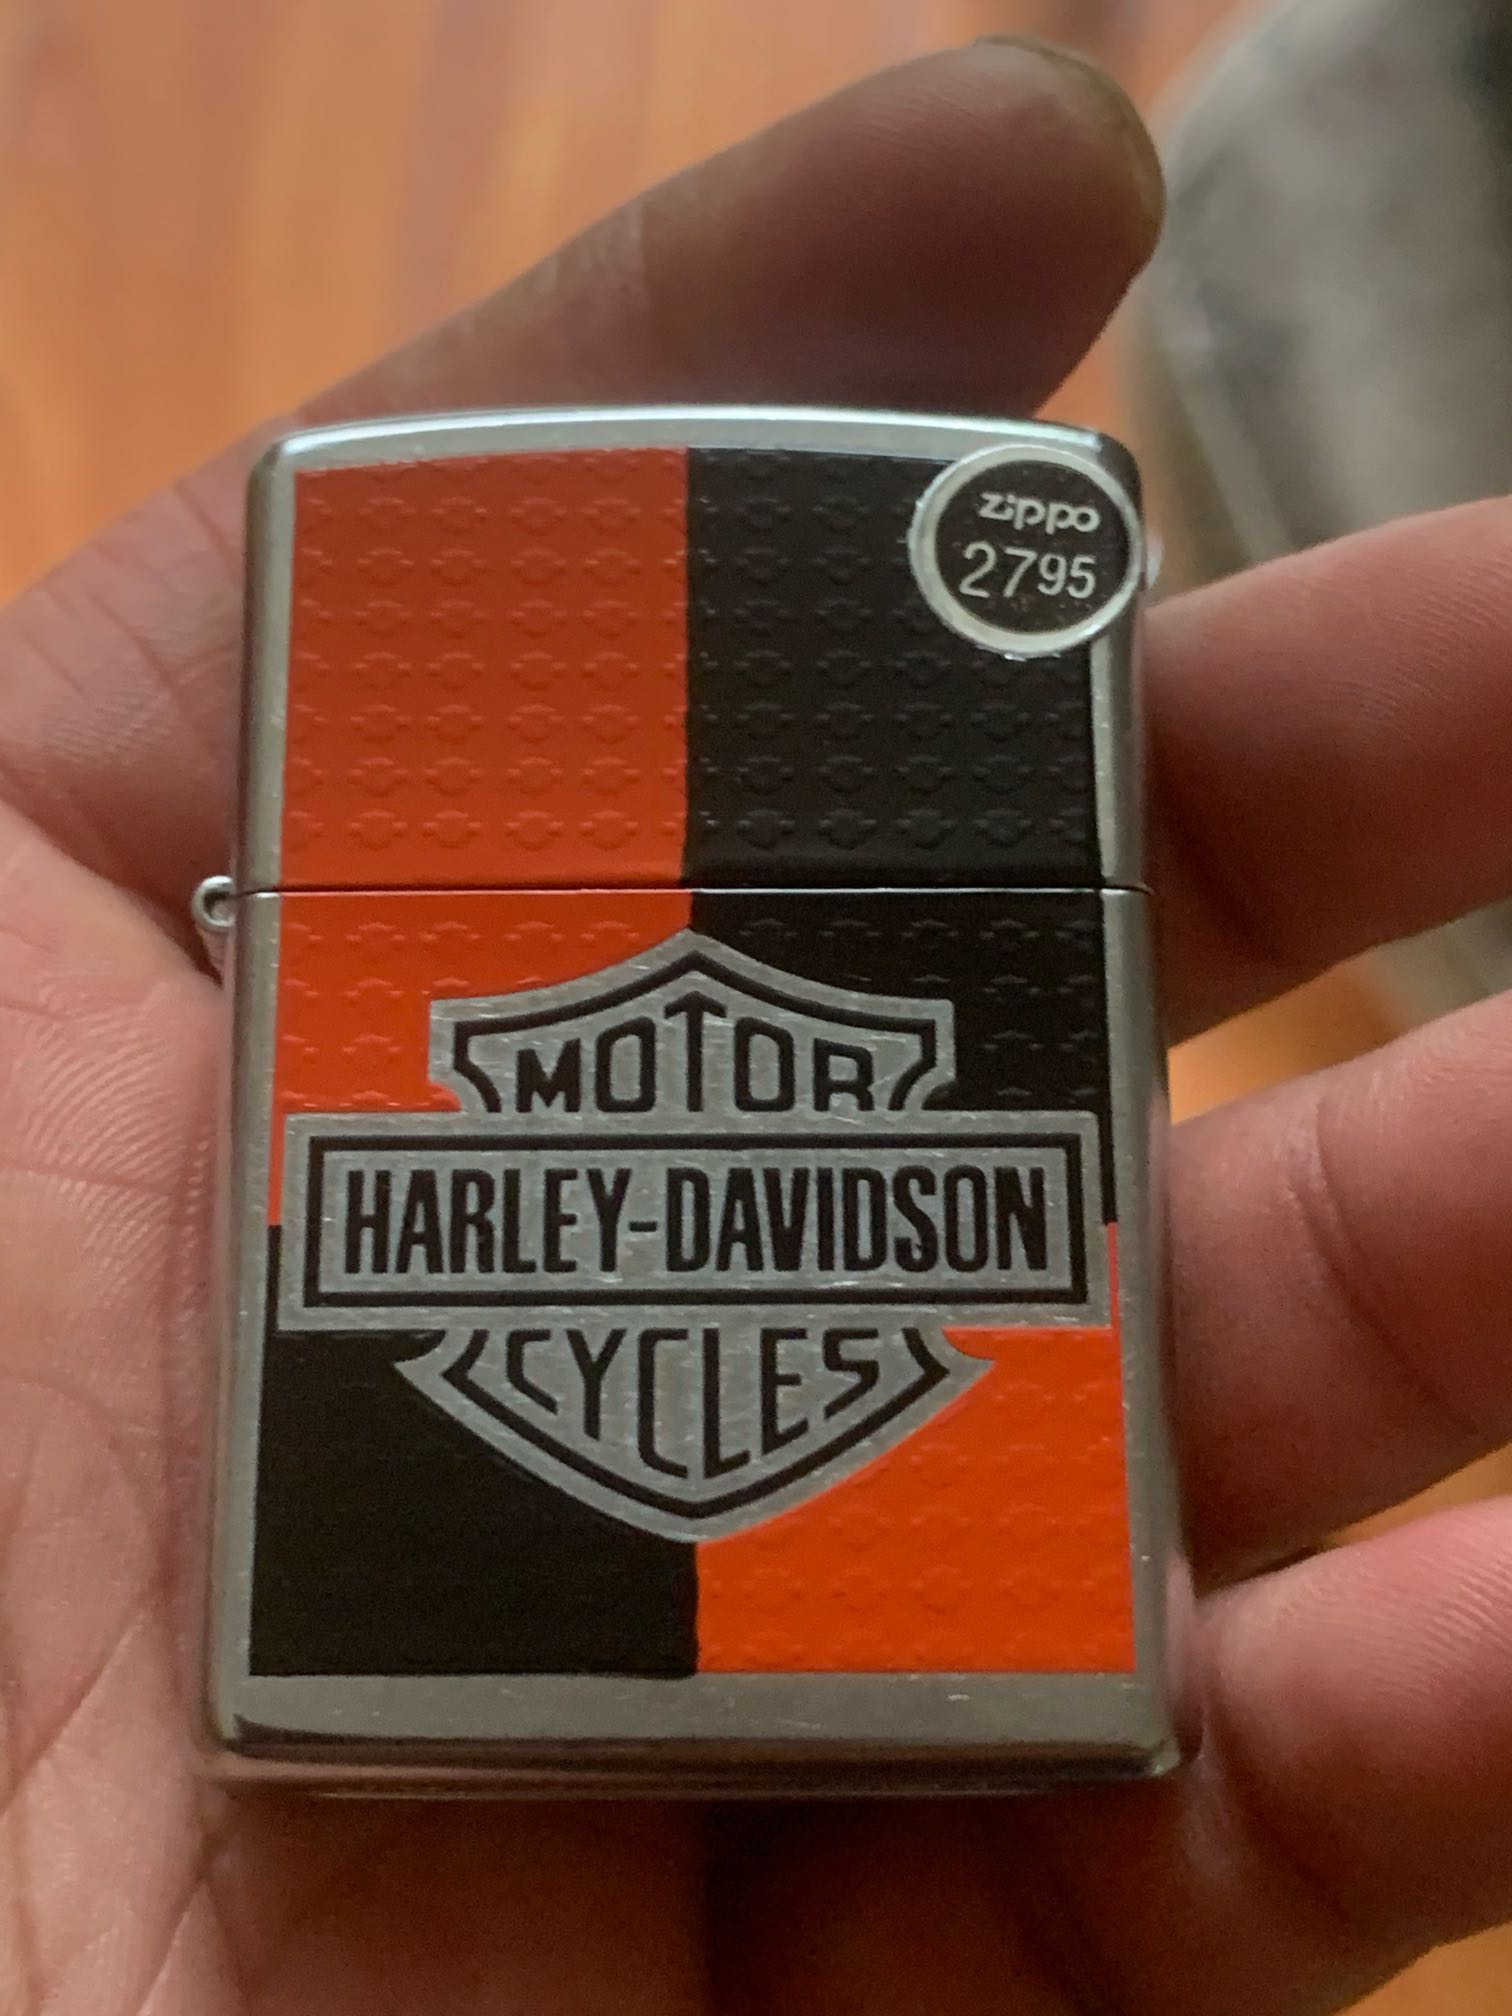 zippo
2795
MOTOR
HARLEY-DAVIDSON
CYCLES